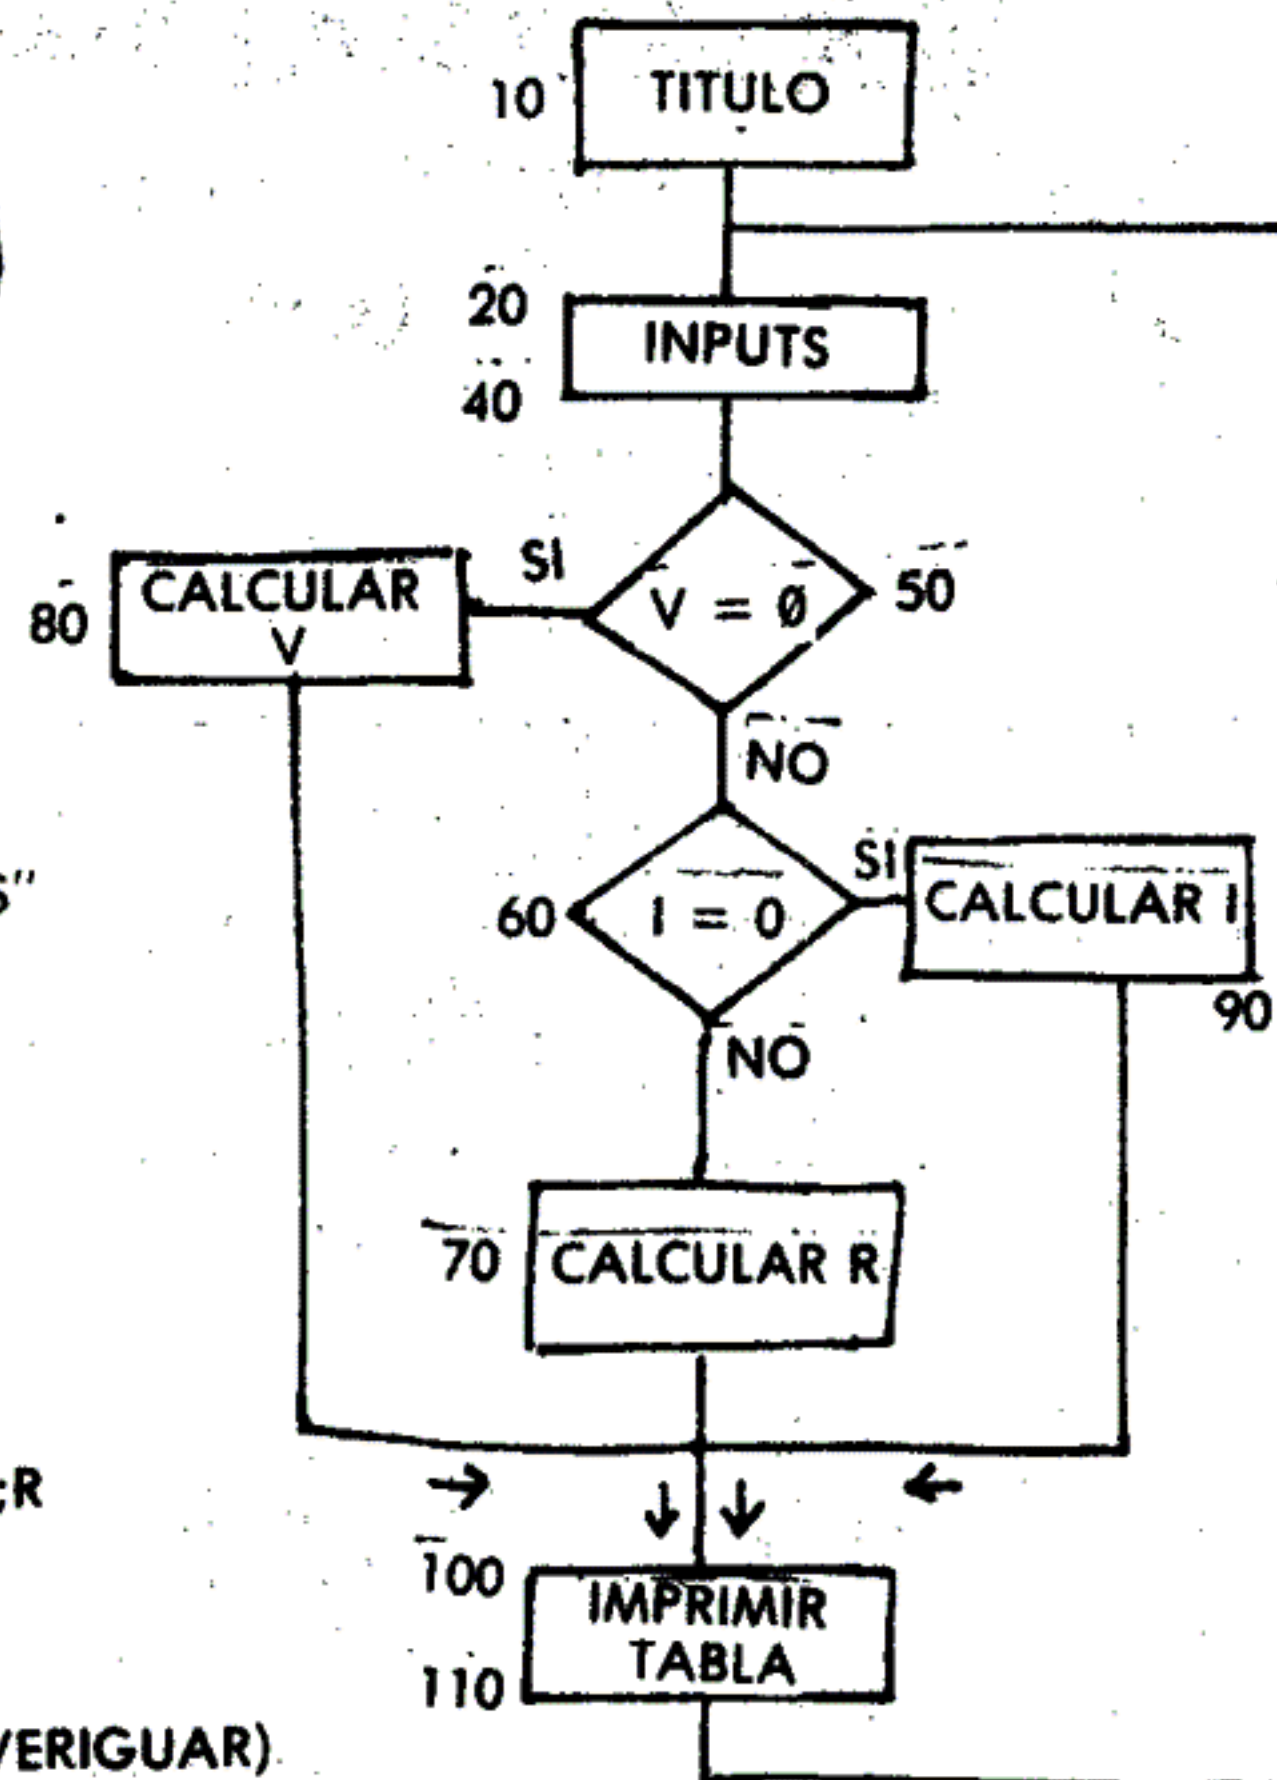 10 TITULO
20
INPUTS
40
SI
80 CALCULAR
V
V = Ø 50
NO
SI
60 I = 0
CALCULAR I
90
NO
70 CALCULAR R
;R
100
IMPRIMIR
TABLA
110
VERIGUAR)